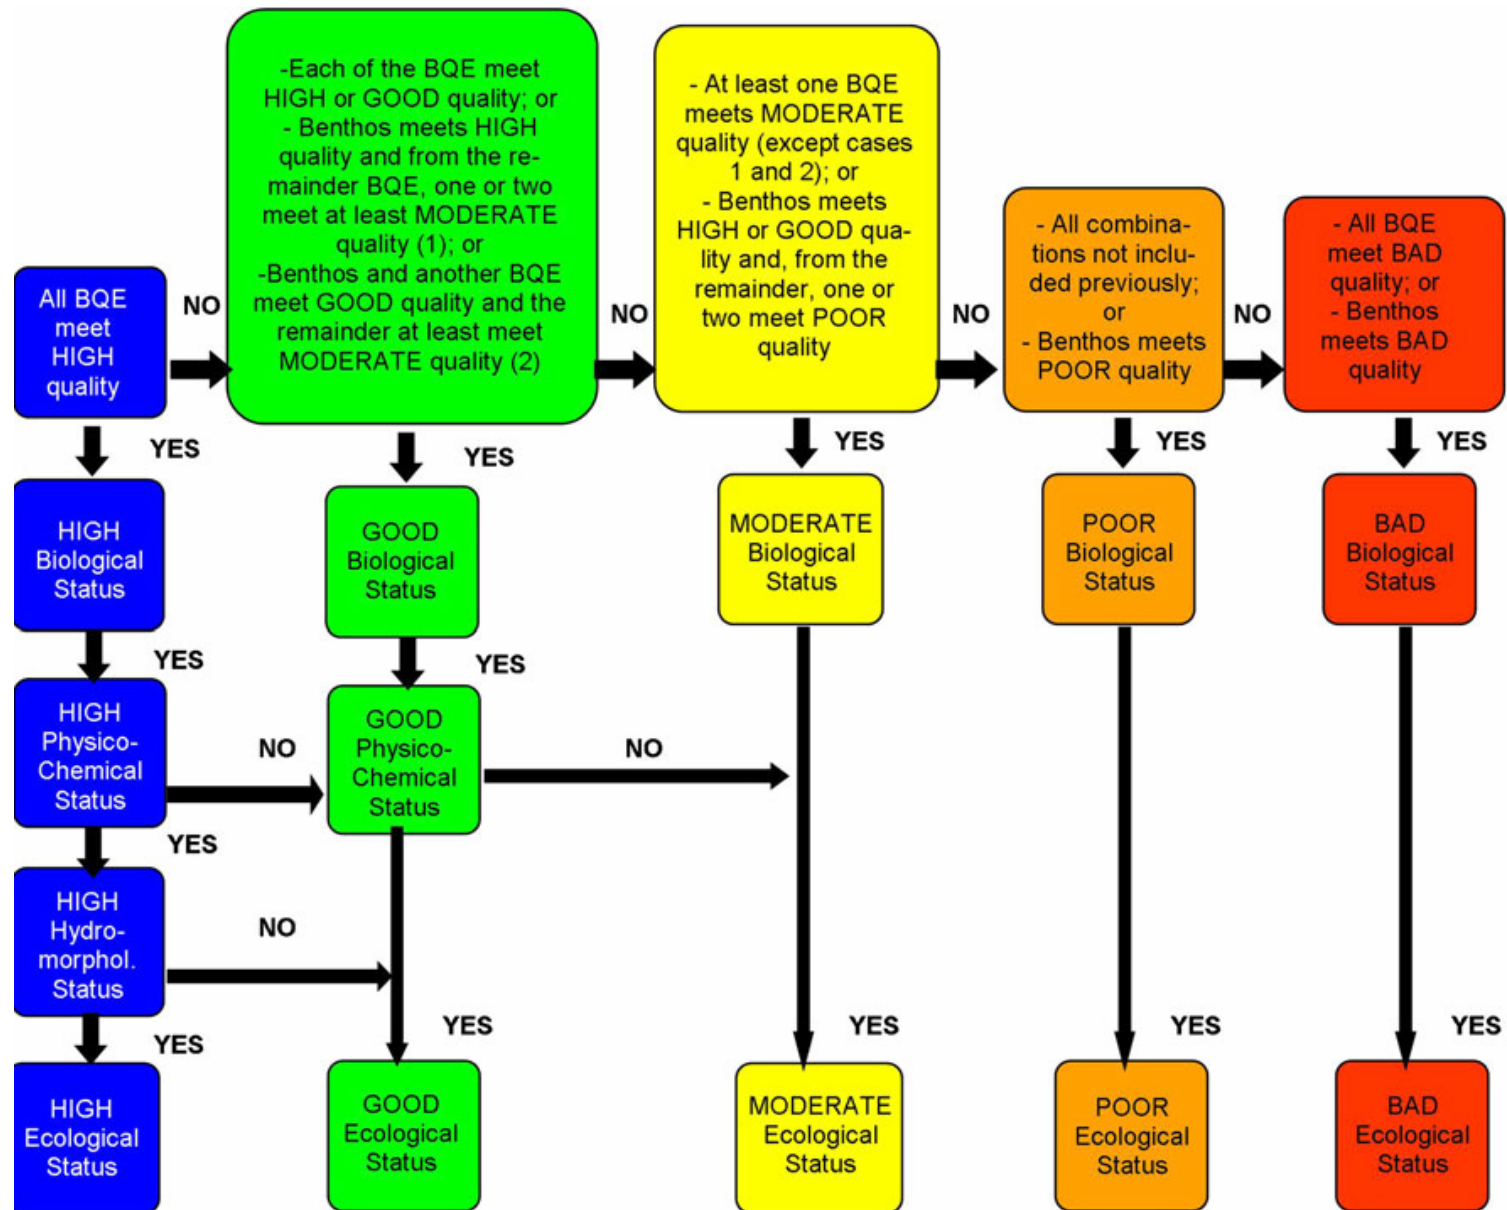 All BQE
meet
HIGH
quality
NO
-Each of the BQE meet
HIGH or GOOD quality; or
- Benthos meets HIGH
quality and from the re-
mainder BQE, one or two
meet at least MODERATE
quality (1); or
-Benthos and another BQE
meet GOOD quality and the
remainder at least meet
MODERATE quality (2)
NO
- At least one BQE
meets MODERATE
quality (except cases
1 and 2); or
- Benthos meets
HIGH or GOOD qua-
lity and, from the
remainder, one or
two meet POOR
quality
NO
- All combina-
tions not inclu-
ded previously;
or
- Benthos meets
POOR quality
NO
- All BQE
meet BAD
quality; or
- Benthos
meets BAD
quality
YES
YES
YES
YES
YES
HIGH
Biological
Status
GOOD
Biological
Status
MODERATE
Biological
Status
POOR
Biological
Status
BAD
Biological
Status
YES
YES
HIGH
Physico-
Chemical
Status
NO
GOOD
Physico-
Chemical
Status
NO
YES
HIGH
Hydro-
morphol.
Status
NO
YES
YES
YES
YES
YES
HIGH
Ecological
Status
GOOD
Ecological
Status
MODERATE
Ecological
Status
POOR
Ecological
Status
BAD
Ecological
Status